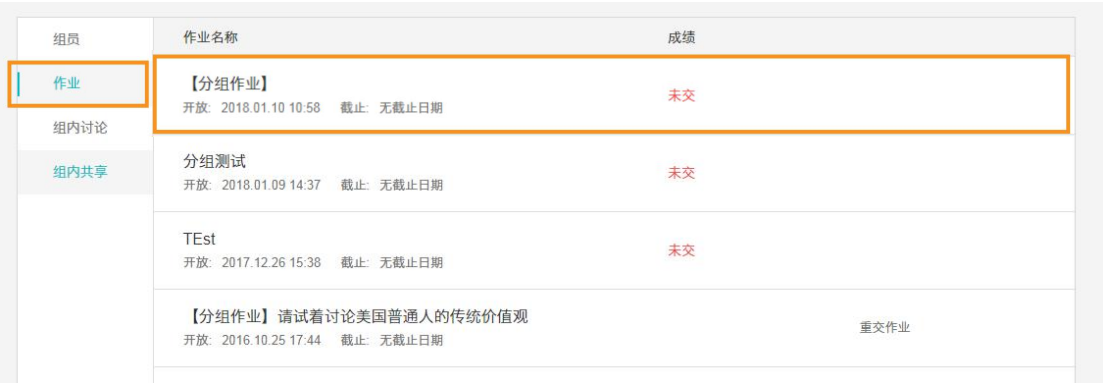 组员
作业
组内讨论
组内共享
作业名称 成绩
【分组作业】
开放: 2018.01.10 10:58 截止: 无截止日期
未交
分组测试
开放: 2018.01.09 14:37 截止: 无截止日期
未交
TEst
开放: 2017.12.26 15:38 截止: 无截止日期
未交
【分组作业】请试着讨论美国普通人的传统价值观
开放: 2016.10.25 17:44 截止: 无截止日期
重交作业